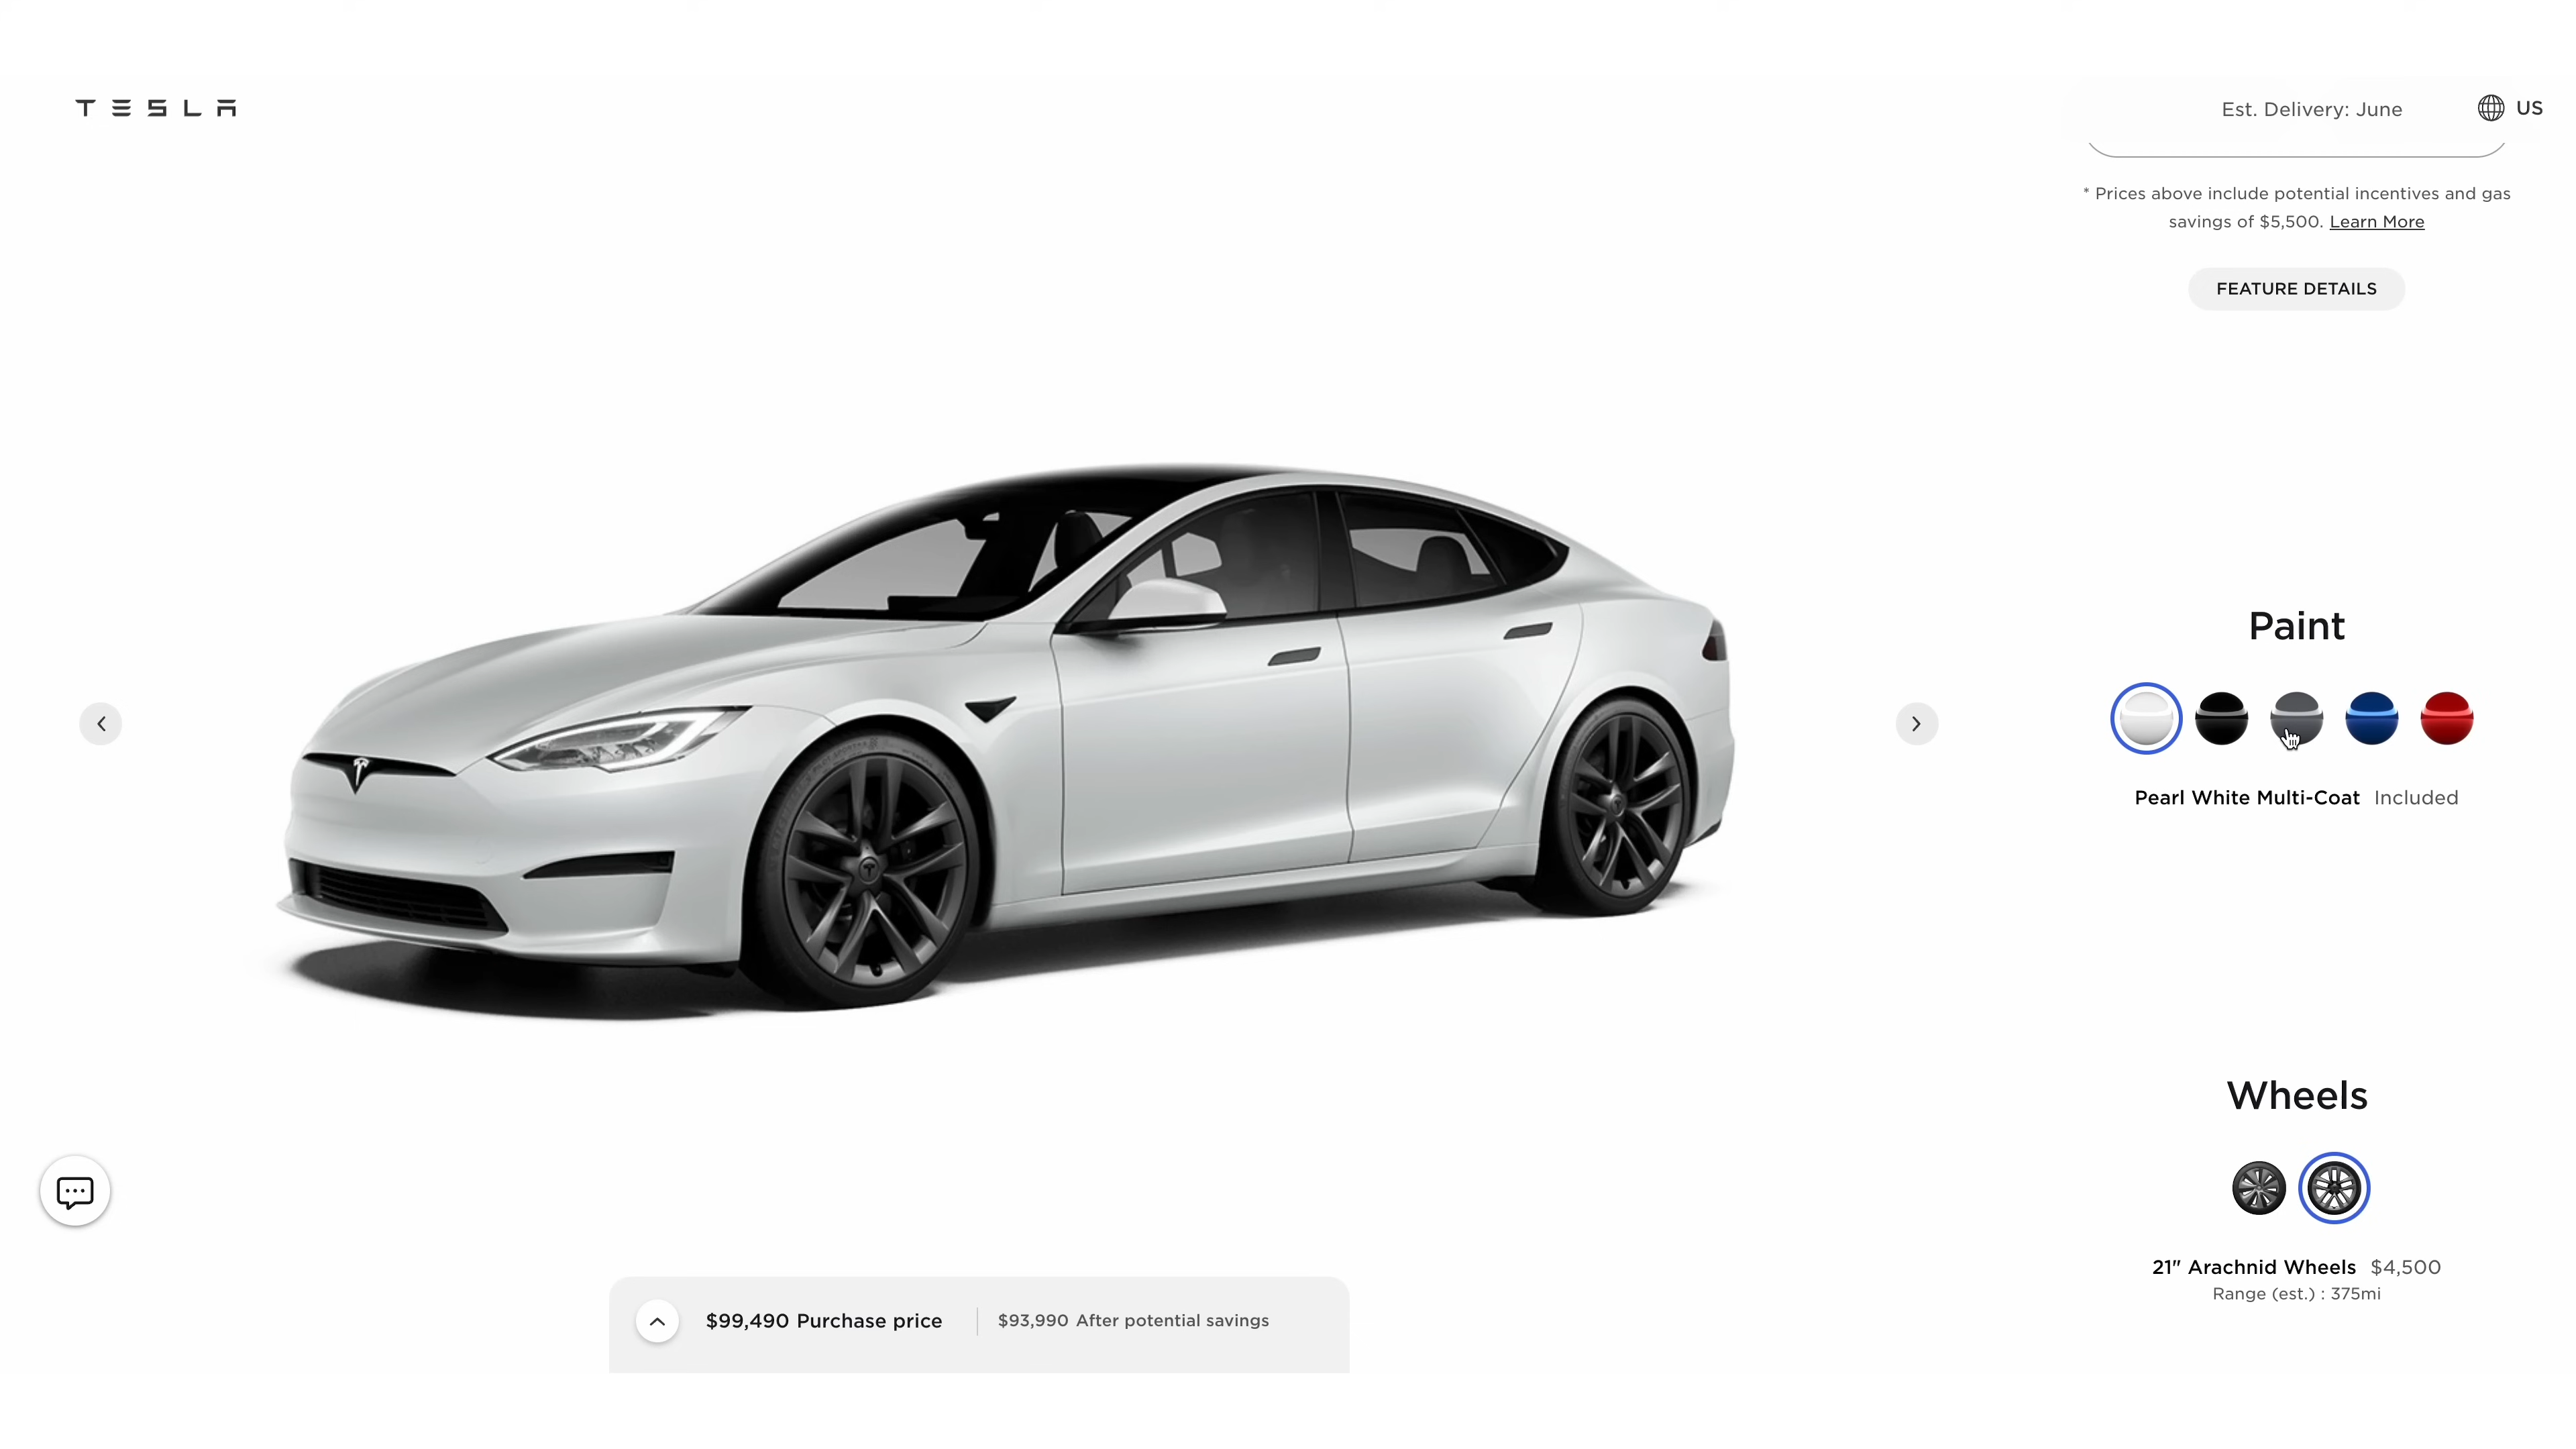 TESLA
Est. Delivery: June
US
* Prices above include potential incentives and gas
savings of $5,500. Learn More
FEATURE DETAILS
Paint
Pearl White Multi-Coat Included
Wheels
21" Arachnid Wheels $4,500
Range (est.) : 375mi
$99,490 Purchase price
$93,990 After potential savings